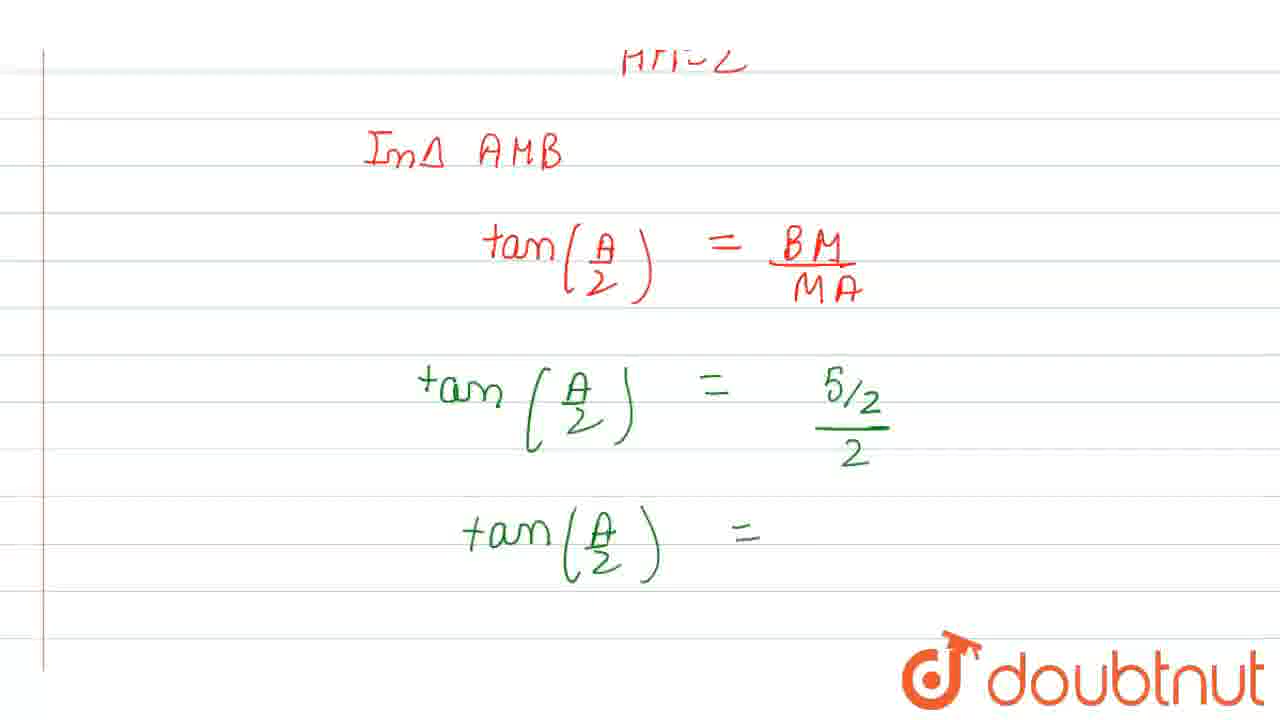 In Δ AMB
tan(A/2) = BM/MA
tan(A/2) = 5/2/2
tan(A/2) =
doubtnut